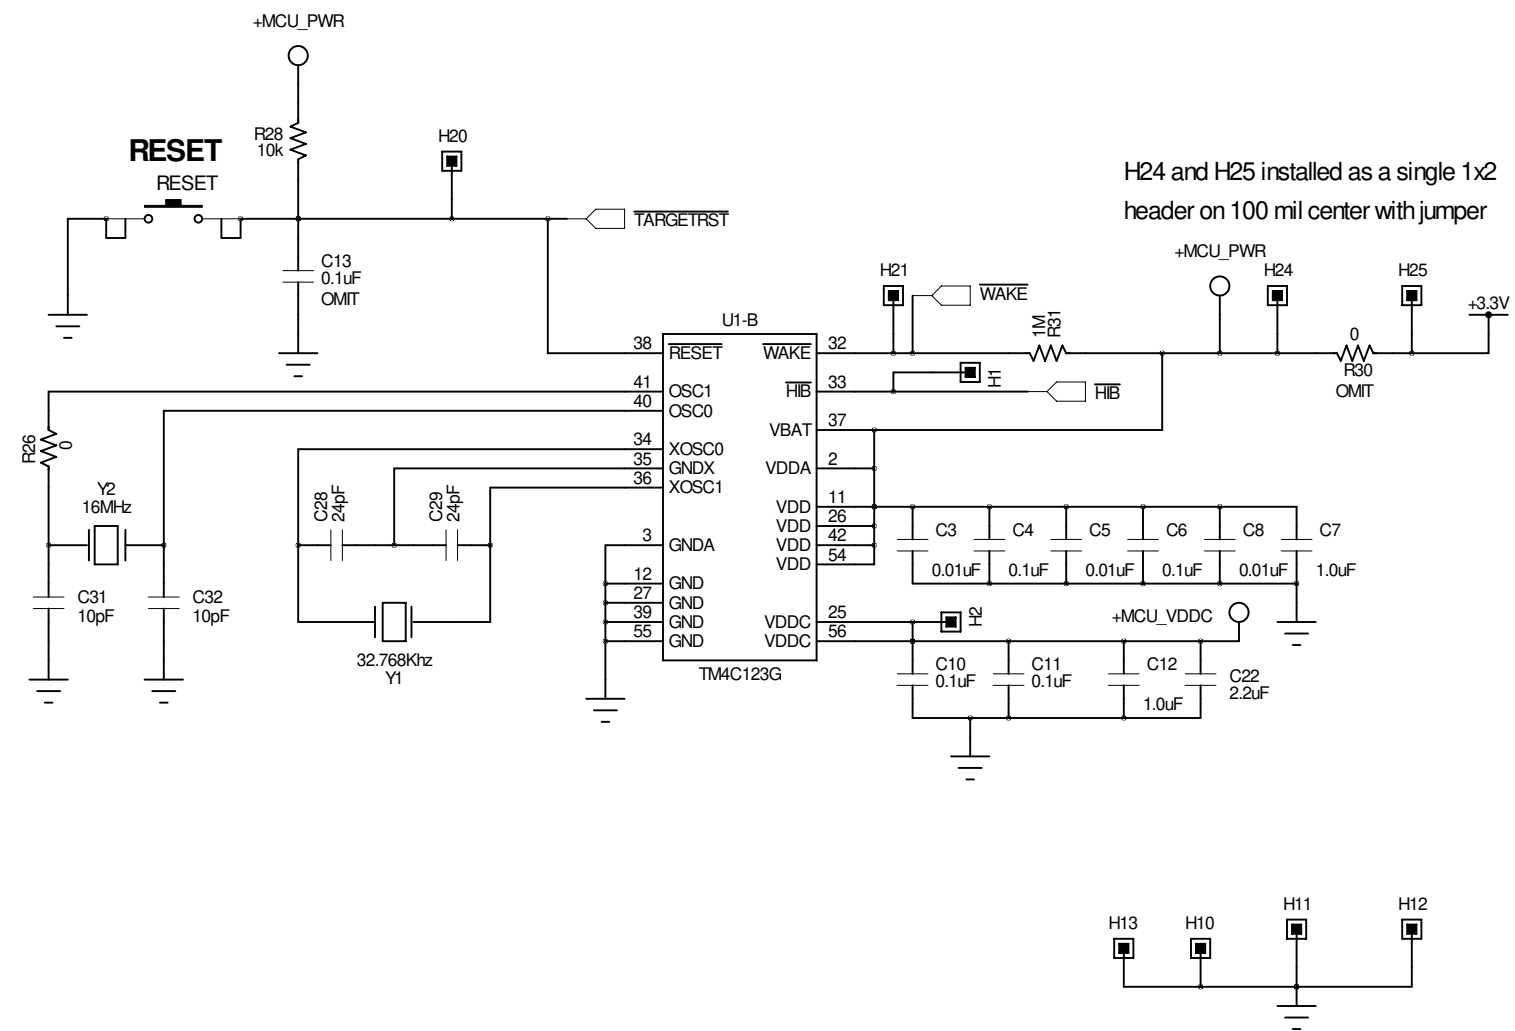 +MCU_PWR
R28
10k
H20
RESET
RESET
TARGETRST
C13
0.1uF
OMIT
H24 and H25 installed as a single 1x2
header on 100 mil center with jumper
+MCU_PWR
H21
WAKE
H24
H25
+3.3V
1M
R31
0
R30
OMIT
H1
HIB
U1-B
38
RESET
WAKE
32
41
OSC1
HIB
33
40
OSC0
VBAT
37
34
XOSC0
35
GNDX
VDDA
2
36
XOSC1
VDD
11
VDD
26
3
GNDA
VDD
42
VDD
54
12
GND
27
GND
39
GND
VDDC
25
55
GND
VDDC
56
TM4C123G
R26
0
Y2
16MHz
C31
10pF
C32
10pF
C28
24pF
C29
24pF
32.768Khz
Y1
C3
0.01uF
C4
0.1uF
C5
0.01uF
C6
0.1uF
C8
0.01uF
C7
1.0uF
H2
+MCU_VDDC
C10
0.1uF
C11
0.1uF
C12
1.0uF
C22
2.2uF
H13
H10
H11
H12